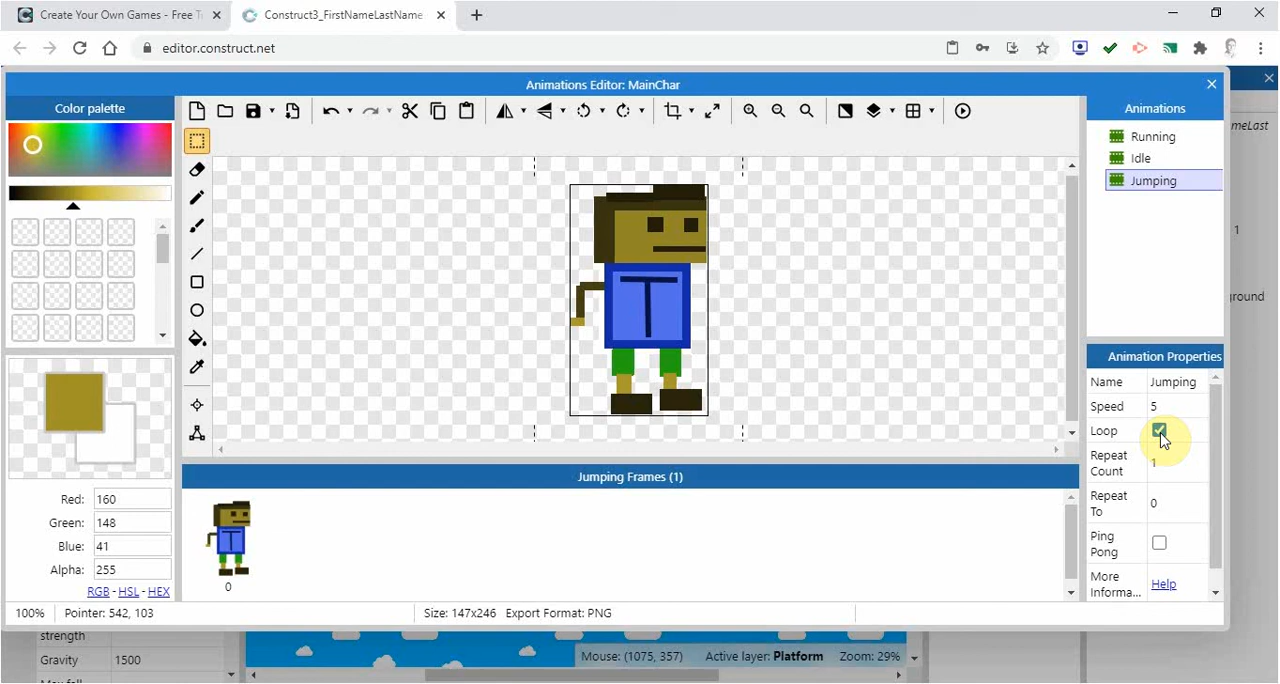 Create Your Own Games - Free T
Construct3_FirstNameLastName
editor.construct.net
Animations Editor: MainChar
Color palette
Animations
Running
Idle
Jumping
meLast
1
round
T
Animation Properties
Name Jumping
Speed 5
Loop
Repeat Count 1
Repeat To 0
Ping Pong
More Informa... Help
Jumping Frames (1)
T
0
Red: 160
Green: 148
Blue: 41
Alpha: 255
RGB - HSL - HEX
100% Pointer: 542, 103 Size: 147x246 Export Format: PNG
strength
Gravity 1500
Mouse: (1075, 357) Active layer: Platform Zoom: 29%